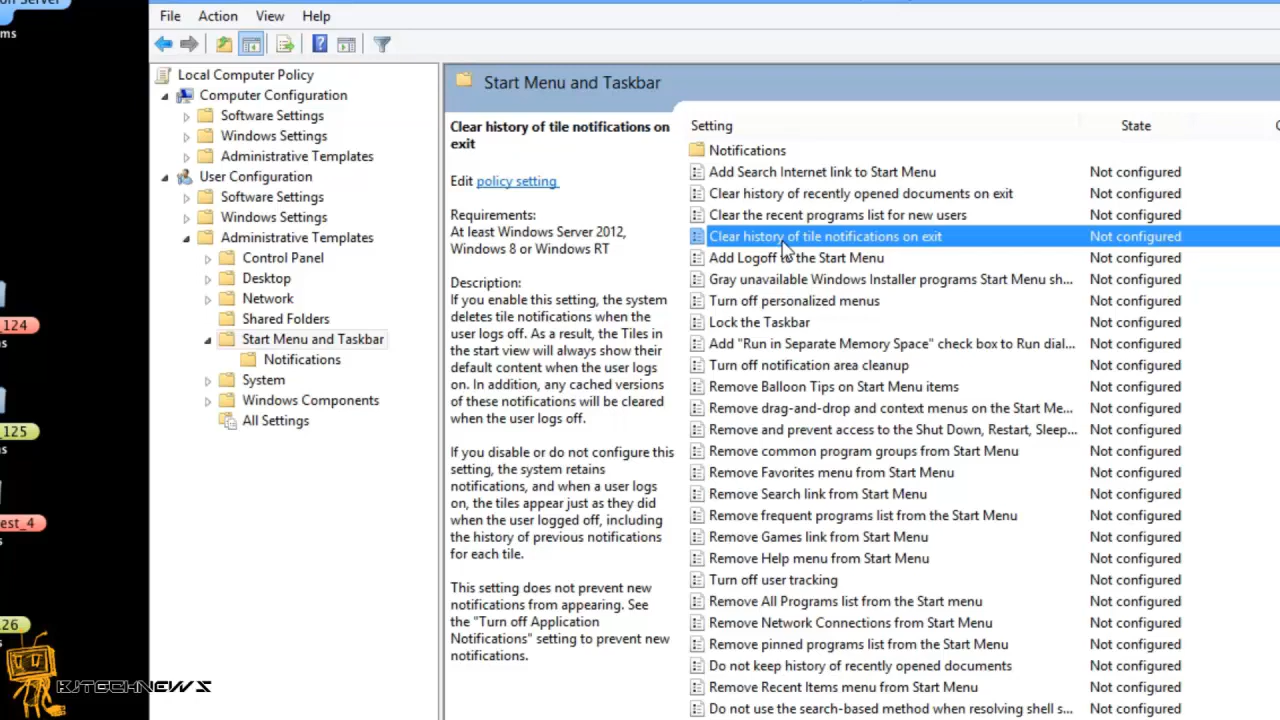 on Server
ms
_124
s
_125
s
est_4
s
26
BJTECHNEWS
File Action View Help
Local Computer Policy
Computer Configuration
Software Settings
Windows Settings
Administrative Templates
User Configuration
Software Settings
Windows Settings
Administrative Templates
Control Panel
Desktop
Network
Shared Folders
Start Menu and Taskbar
Notifications
System
Windows Components
All Settings
Start Menu and Taskbar
Clear history of tile notifications on
exit
Edit policy setting
Requirements:
At least Windows Server 2012,
Windows 8 or Windows RT
Description:
If you enable this setting, the system
deletes tile notifications when the
user logs off. As a result, the Tiles in
the start view will always show their
default content when the user logs
on. In addition, any cached versions
of these notifications will be cleared
when the user logs off.
If you disable or do not configure this
setting, the system retains
notifications, and when a user logs
on, the tiles appear just as they did
when the user logged off, including
the history of previous notifications
for each tile.
This setting does not prevent new
notifications from appearing. See
the "Turn off Application
Notifications" setting to prevent new
notifications.
Setting State C
Notifications
Add Search Internet link to Start Menu Not configured
Clear history of recently opened documents on exit Not configured
Clear the recent programs list for new users Not configured
Clear history of tile notifications on exit Not configured
Add Logoff to the Start Menu Not configured
Gray unavailable Windows Installer programs Start Menu sh... Not configured
Turn off personalized menus Not configured
Lock the Taskbar Not configured
Add "Run in Separate Memory Space" check box to Run dial... Not configured
Turn off notification area cleanup Not configured
Remove Balloon Tips on Start Menu items Not configured
Remove drag-and-drop and context menus on the Start Me... Not configured
Remove and prevent access to the Shut Down, Restart, Sleep... Not configured
Remove common program groups from Start Menu Not configured
Remove Favorites menu from Start Menu Not configured
Remove Search link from Start Menu Not configured
Remove frequent programs list from the Start Menu Not configured
Remove Games link from Start Menu Not configured
Remove Help menu from Start Menu Not configured
Turn off user tracking Not configured
Remove All Programs list from the Start menu Not configured
Remove Network Connections from Start Menu Not configured
Remove pinned programs list from the Start Menu Not configured
Do not keep history of recently opened documents Not configured
Remove Recent Items menu from Start Menu Not configured
Do not use the search-based method when resolving shell s... Not configured